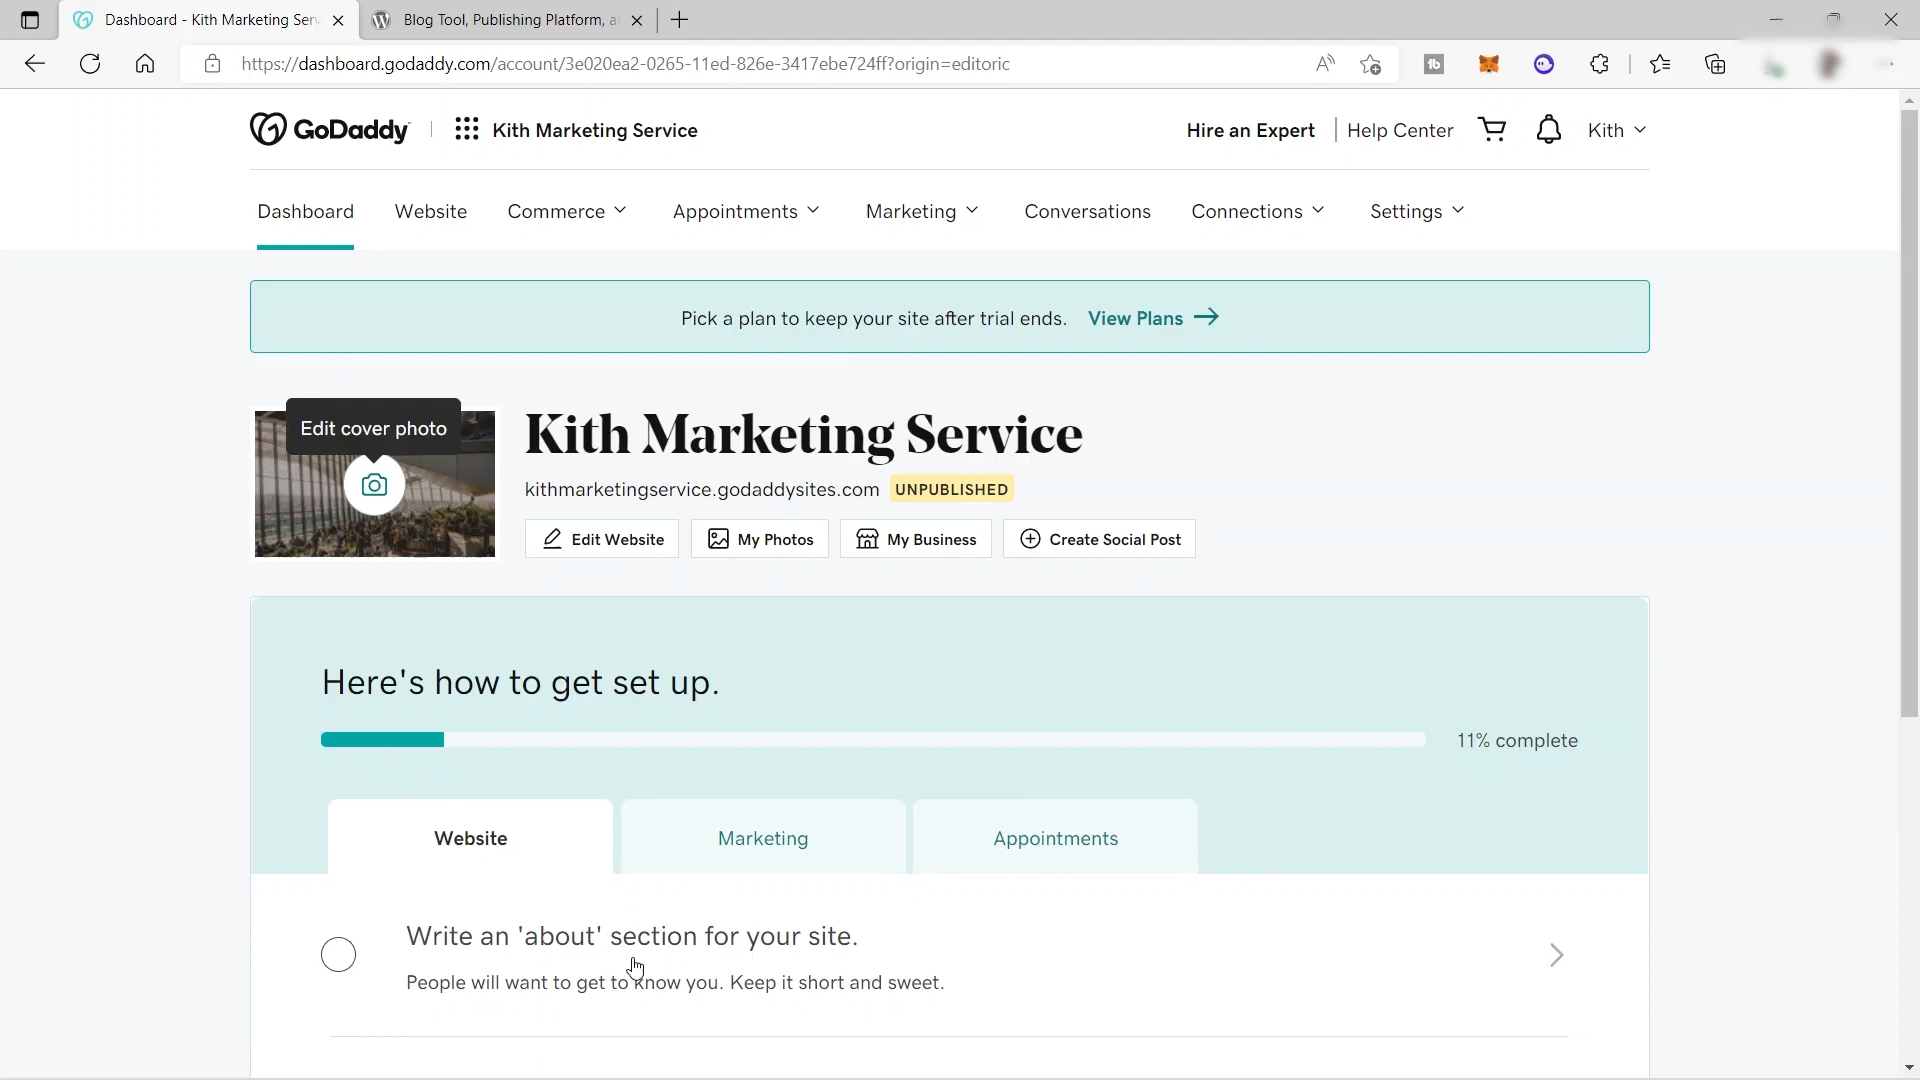 Dashboard - Kith Marketing Serv
Blog Tool, Publishing Platform, a
https://dashboard.godaddy.com/account/3e020ea2-0265-11ed-826e-3417ebe724ff?origin=editoric
GoDaddy
Kith Marketing Service
Hire an Expert
Help Center
Kith
Dashboard
Website
Commerce
Appointments
Marketing
Conversations
Connections
Settings
Pick a plan to keep your site after trial ends. View Plans
Edit cover photo
Kith Marketing Service
kithmarketingservice.godaddysites.com UNPUBLISHED
Edit Website
My Photos
My Business
Create Social Post
Here's how to get set up.
11% complete
Website
Marketing
Appointments
Write an 'about' section for your site.
People will want to get to know you. Keep it short and sweet.